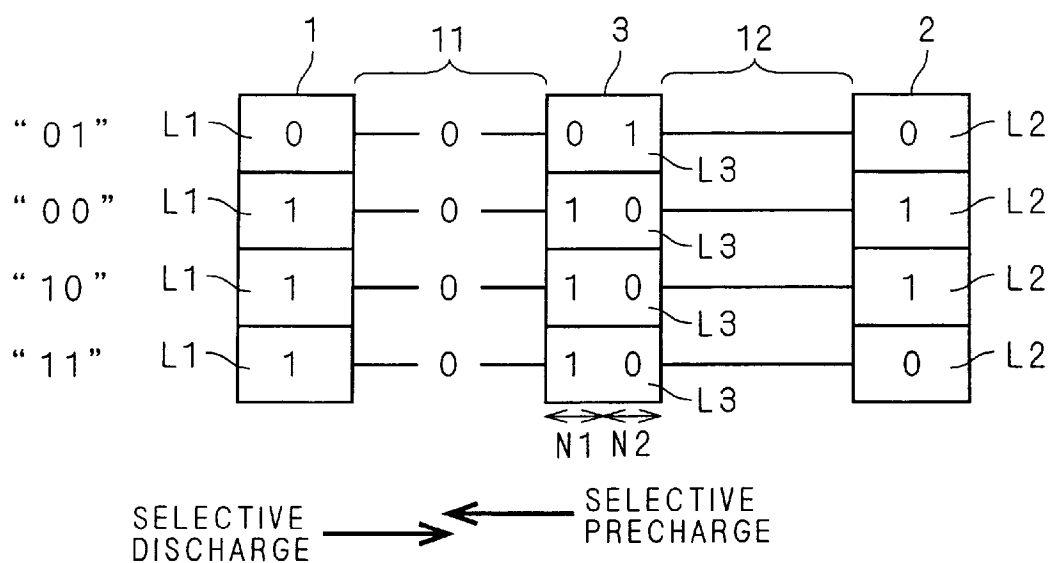 1 11 3 12 2
“01” L1 0 0 0 1 L3 0 L2
“00” L1 1 0 1 0 L3 1 L2
“10” L1 1 0 1 0 L3 1 L2
“11” L1 1 0 1 0 L3 0 L2
N1 N2
SELECTIVE
DISCHARGE
SELECTIVE
PRECHARGE